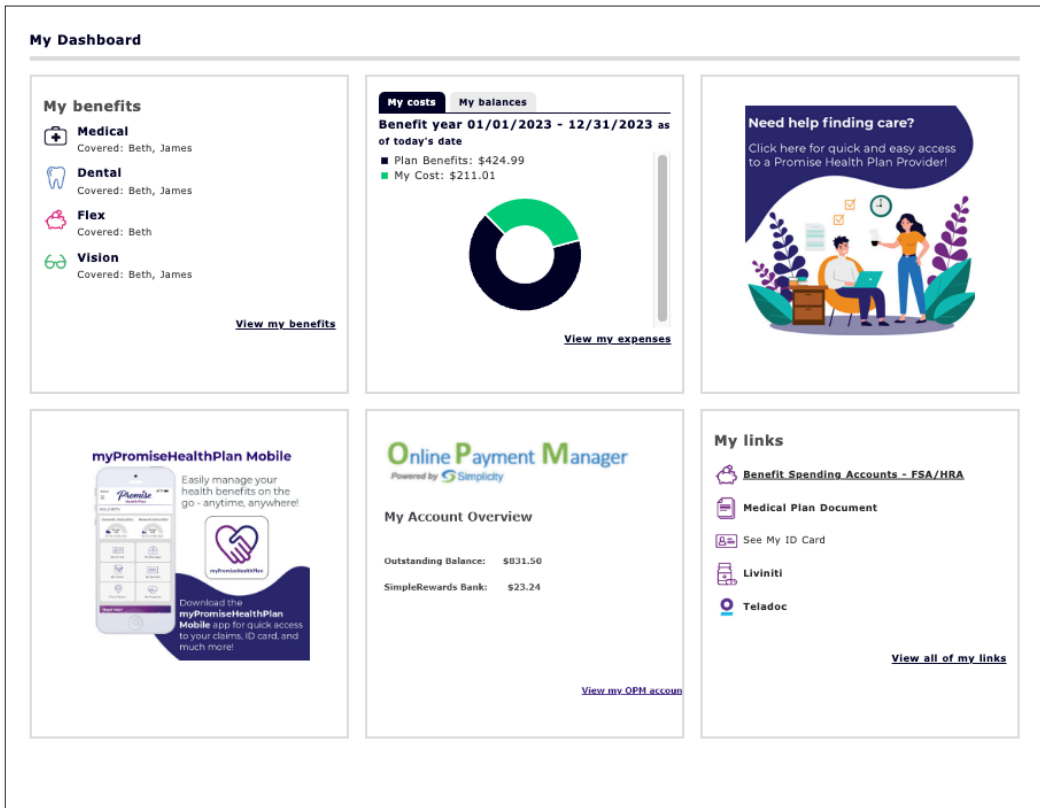 My Dashboard
My benefits
Medical
Covered: Beth, James
Dental
Covered: Beth, James
Flex
Covered: Beth
Vision
Covered: Beth, James
View my benefits
My costs My balances
Benefit year 01/01/2023 - 12/31/2023 as
of today's date
Plan Benefits: $424.99
My Cost: $211.01
View my expenses
Need help finding care?
Click here for quick and easy access
to a Promise Health Plan Provider!
myPromiseHealthPlan Mobile
Easily manage your
health benefits on the
go - anytime, anywhere!
Promise
Health Plan
myPromiseHealthPlan
Download the
myPromiseHealthPlan
Mobile app for quick access
to your claims, ID card, and
much more!
Online Payment Manager
Powered by Simplicity
My Account Overview
Outstanding Balance: $831.50
SimpleRewards Bank: $23.24
View my OPM accoun
My links
Benefit Spending Accounts - FSA/HRA
Medical Plan Document
See My ID Card
Liviniti
Teladoc
View all of my links